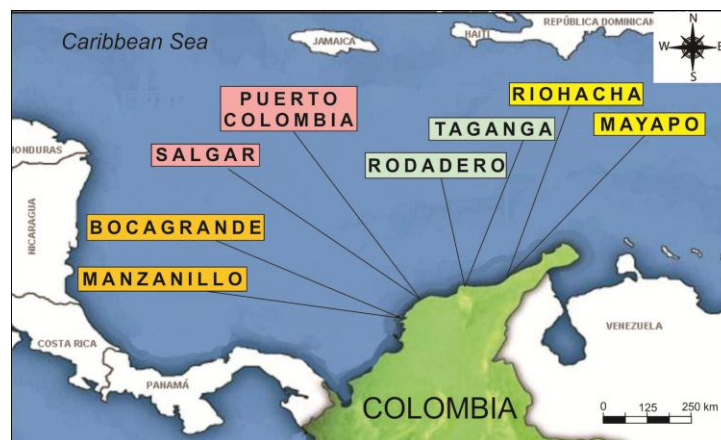 Caribbean Sea
JAMAICA
HAITÍ
REPÚBLICA DOMINICAN
N
W
E
S
PUERTO
COLOMBIA
RIOHACHA
TAGANGA
MAYAPO
SALGAR
RODADERO
HONDURAS
NICARAGUA
BOCAGRANDE
MANZANILLO
COSTA RICA
PANAMÁ
VENEZUELA
COLOMBIA
0 125 250 km